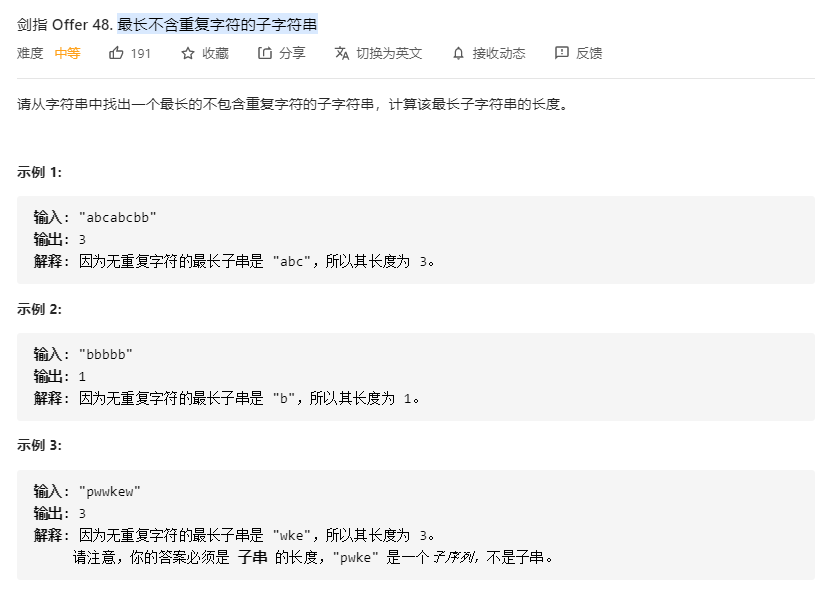 剑指 Offer 48. 最长不含重复字符的子字符串
难度 中等 191 收藏 分享 切换为英文 接收动态 反馈
请从字符串中找出一个最长的不包含重复字符的子字符串，计算该最长子字符串的长度。
示例 1:
输入: "abcabcbb"
输出: 3
解释: 因为无重复字符的最长子串是 "abc"，所以其长度为 3。
示例 2:
输入: "bbbbb"
输出: 1
解释: 因为无重复字符的最长子串是 "b"，所以其长度为 1。
示例 3:
输入: "pwwkew"
输出: 3
解释: 因为无重复字符的最长子串是 "wke"，所以其长度为 3。
请注意，你的答案必须是 子串 的长度，"pwke" 是一个子序列，不是子串。